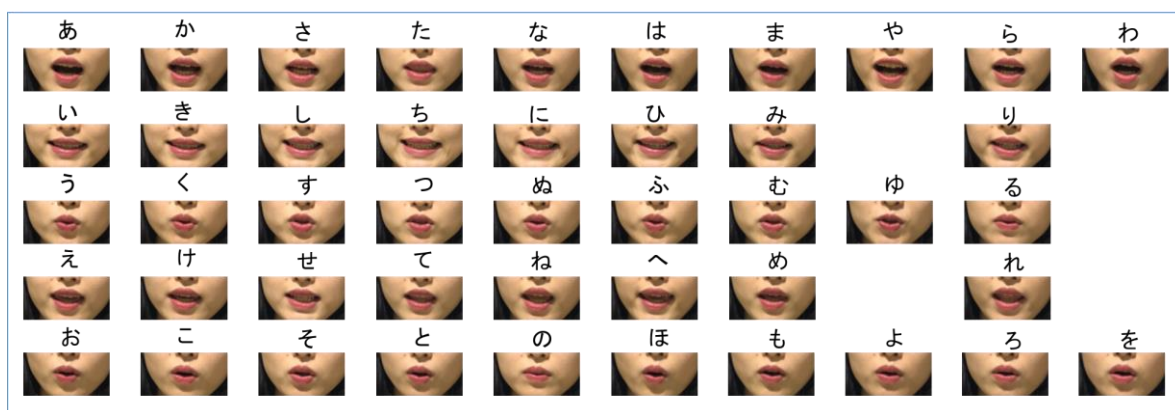 あ か さ た な は ま や ら わ
い き し ち に ひ み り
う く す つ ぬ ふ む ゆ る
え け せ て ね へ め れ
お こ そ と の ほ も よ ろ を